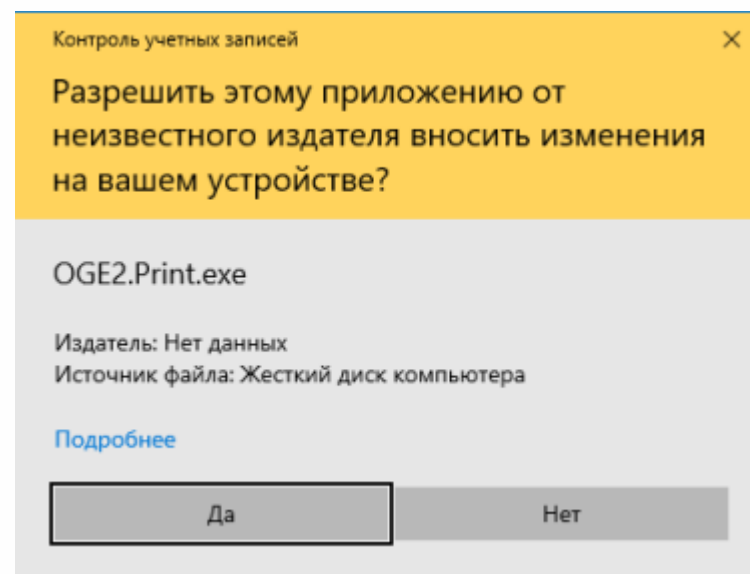 Контроль учетных записей
Разрешить этому приложению от
неизвестного издателя вносить изменения
на вашем устройстве?
OGE2.Print.exe
Издатель: Нет данных
Источник файла: Жесткий диск компьютера
Подробнее
Да Нет